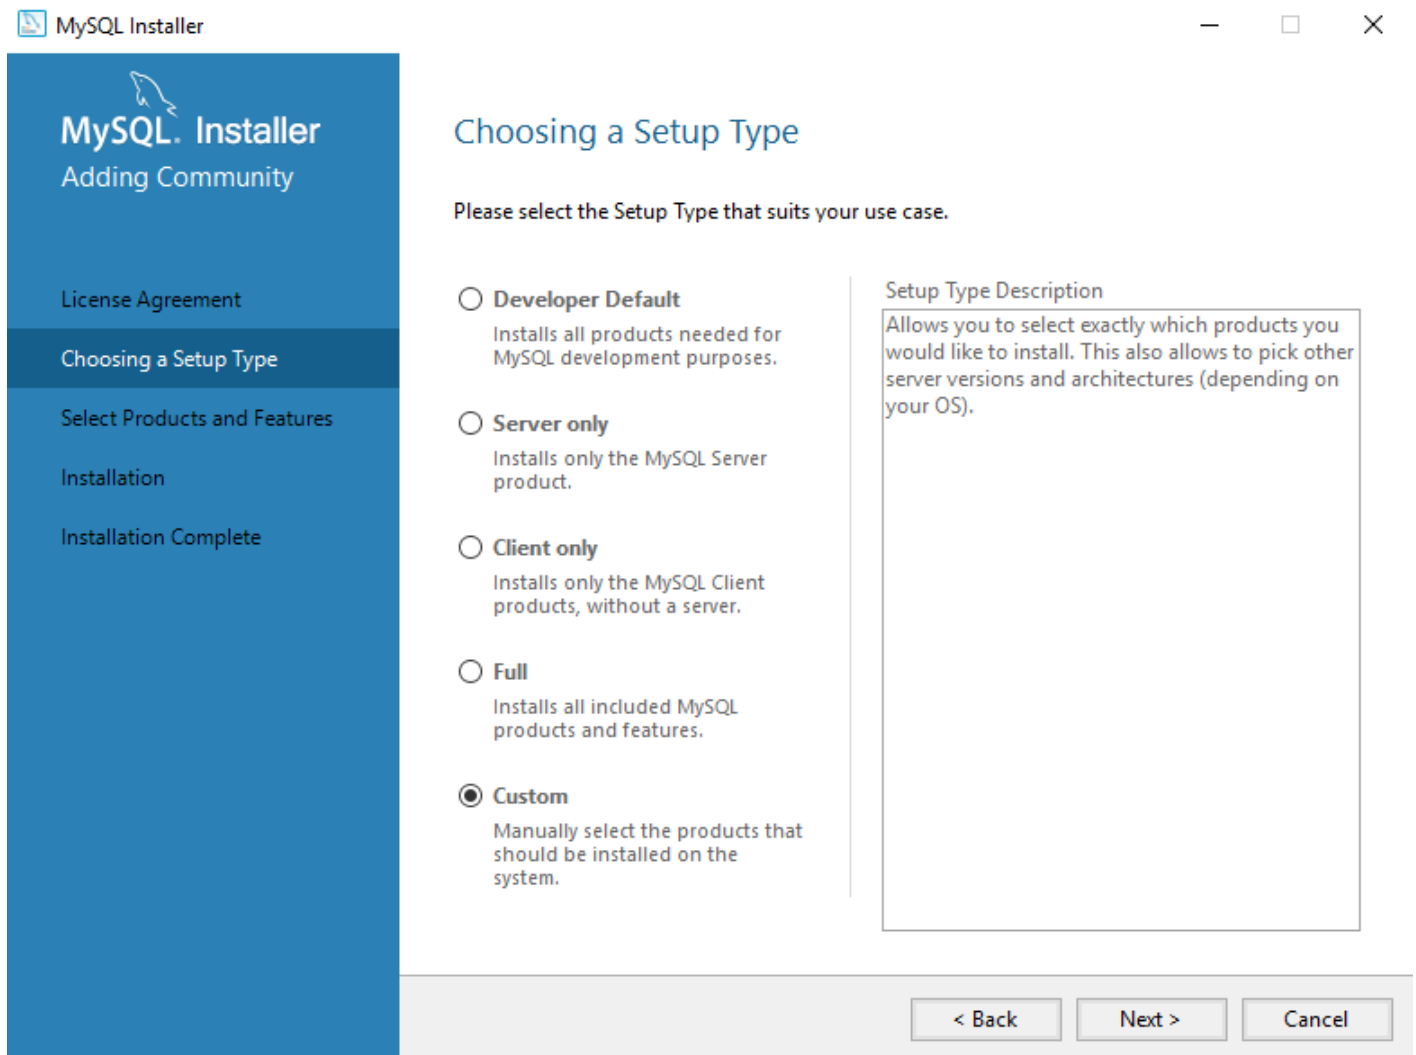 MySQL Installer
MySQL. Installer
Adding Community
License Agreement
Choosing a Setup Type
Select Products and Features
Installation
Installation Complete
Choosing a Setup Type
Please select the Setup Type that suits your use case.
Developer Default
Installs all products needed for
MySQL development purposes.
Server only
Installs only the MySQL Server
product.
Client only
Installs only the MySQL Client
products, without a server.
Full
Installs all included MySQL
products and features.
Custom
Manually select the products that
should be installed on the
system.
Setup Type Description
Allows you to select exactly which products you
would like to install. This also allows to pick other
server versions and architectures (depending on
your OS).
< Back
Next >
Cancel